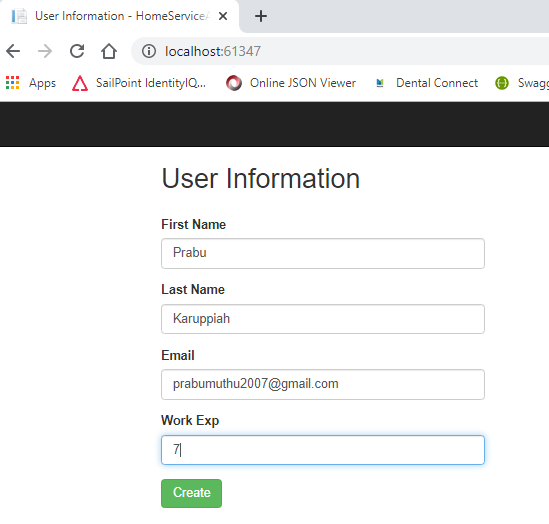 User Information - HomeServiceA
localhost:61347
Apps SailPoint IdentityIQ... Online JSON Viewer Dental Connect Swagg
User Information
First Name
Prabu
Last Name
Karuppiah
Email
prabumuthu2007@gmail.com
Work Exp
7
Create